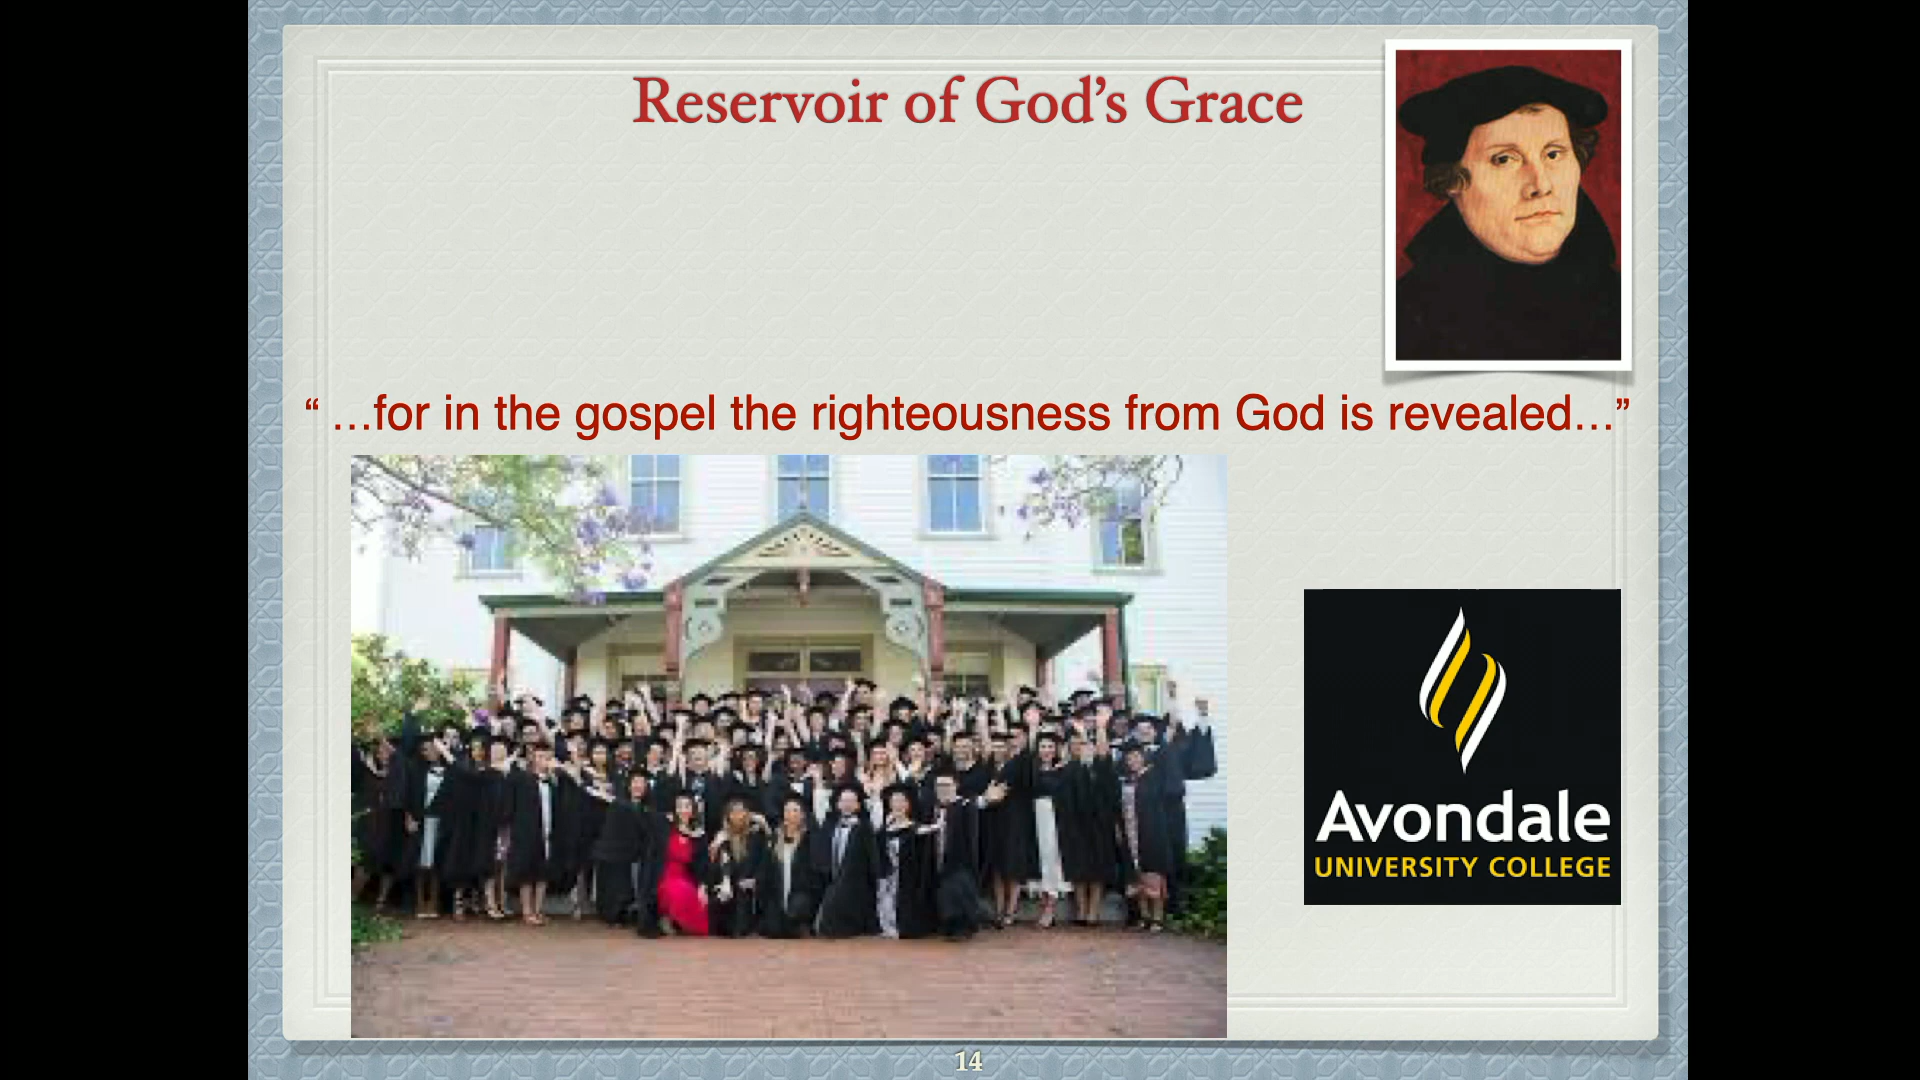 Reservoir of God’s Grace
“ …for in the gospel the righteousness from God is revealed…”
Avondale
UNIVERSITY COLLEGE
14